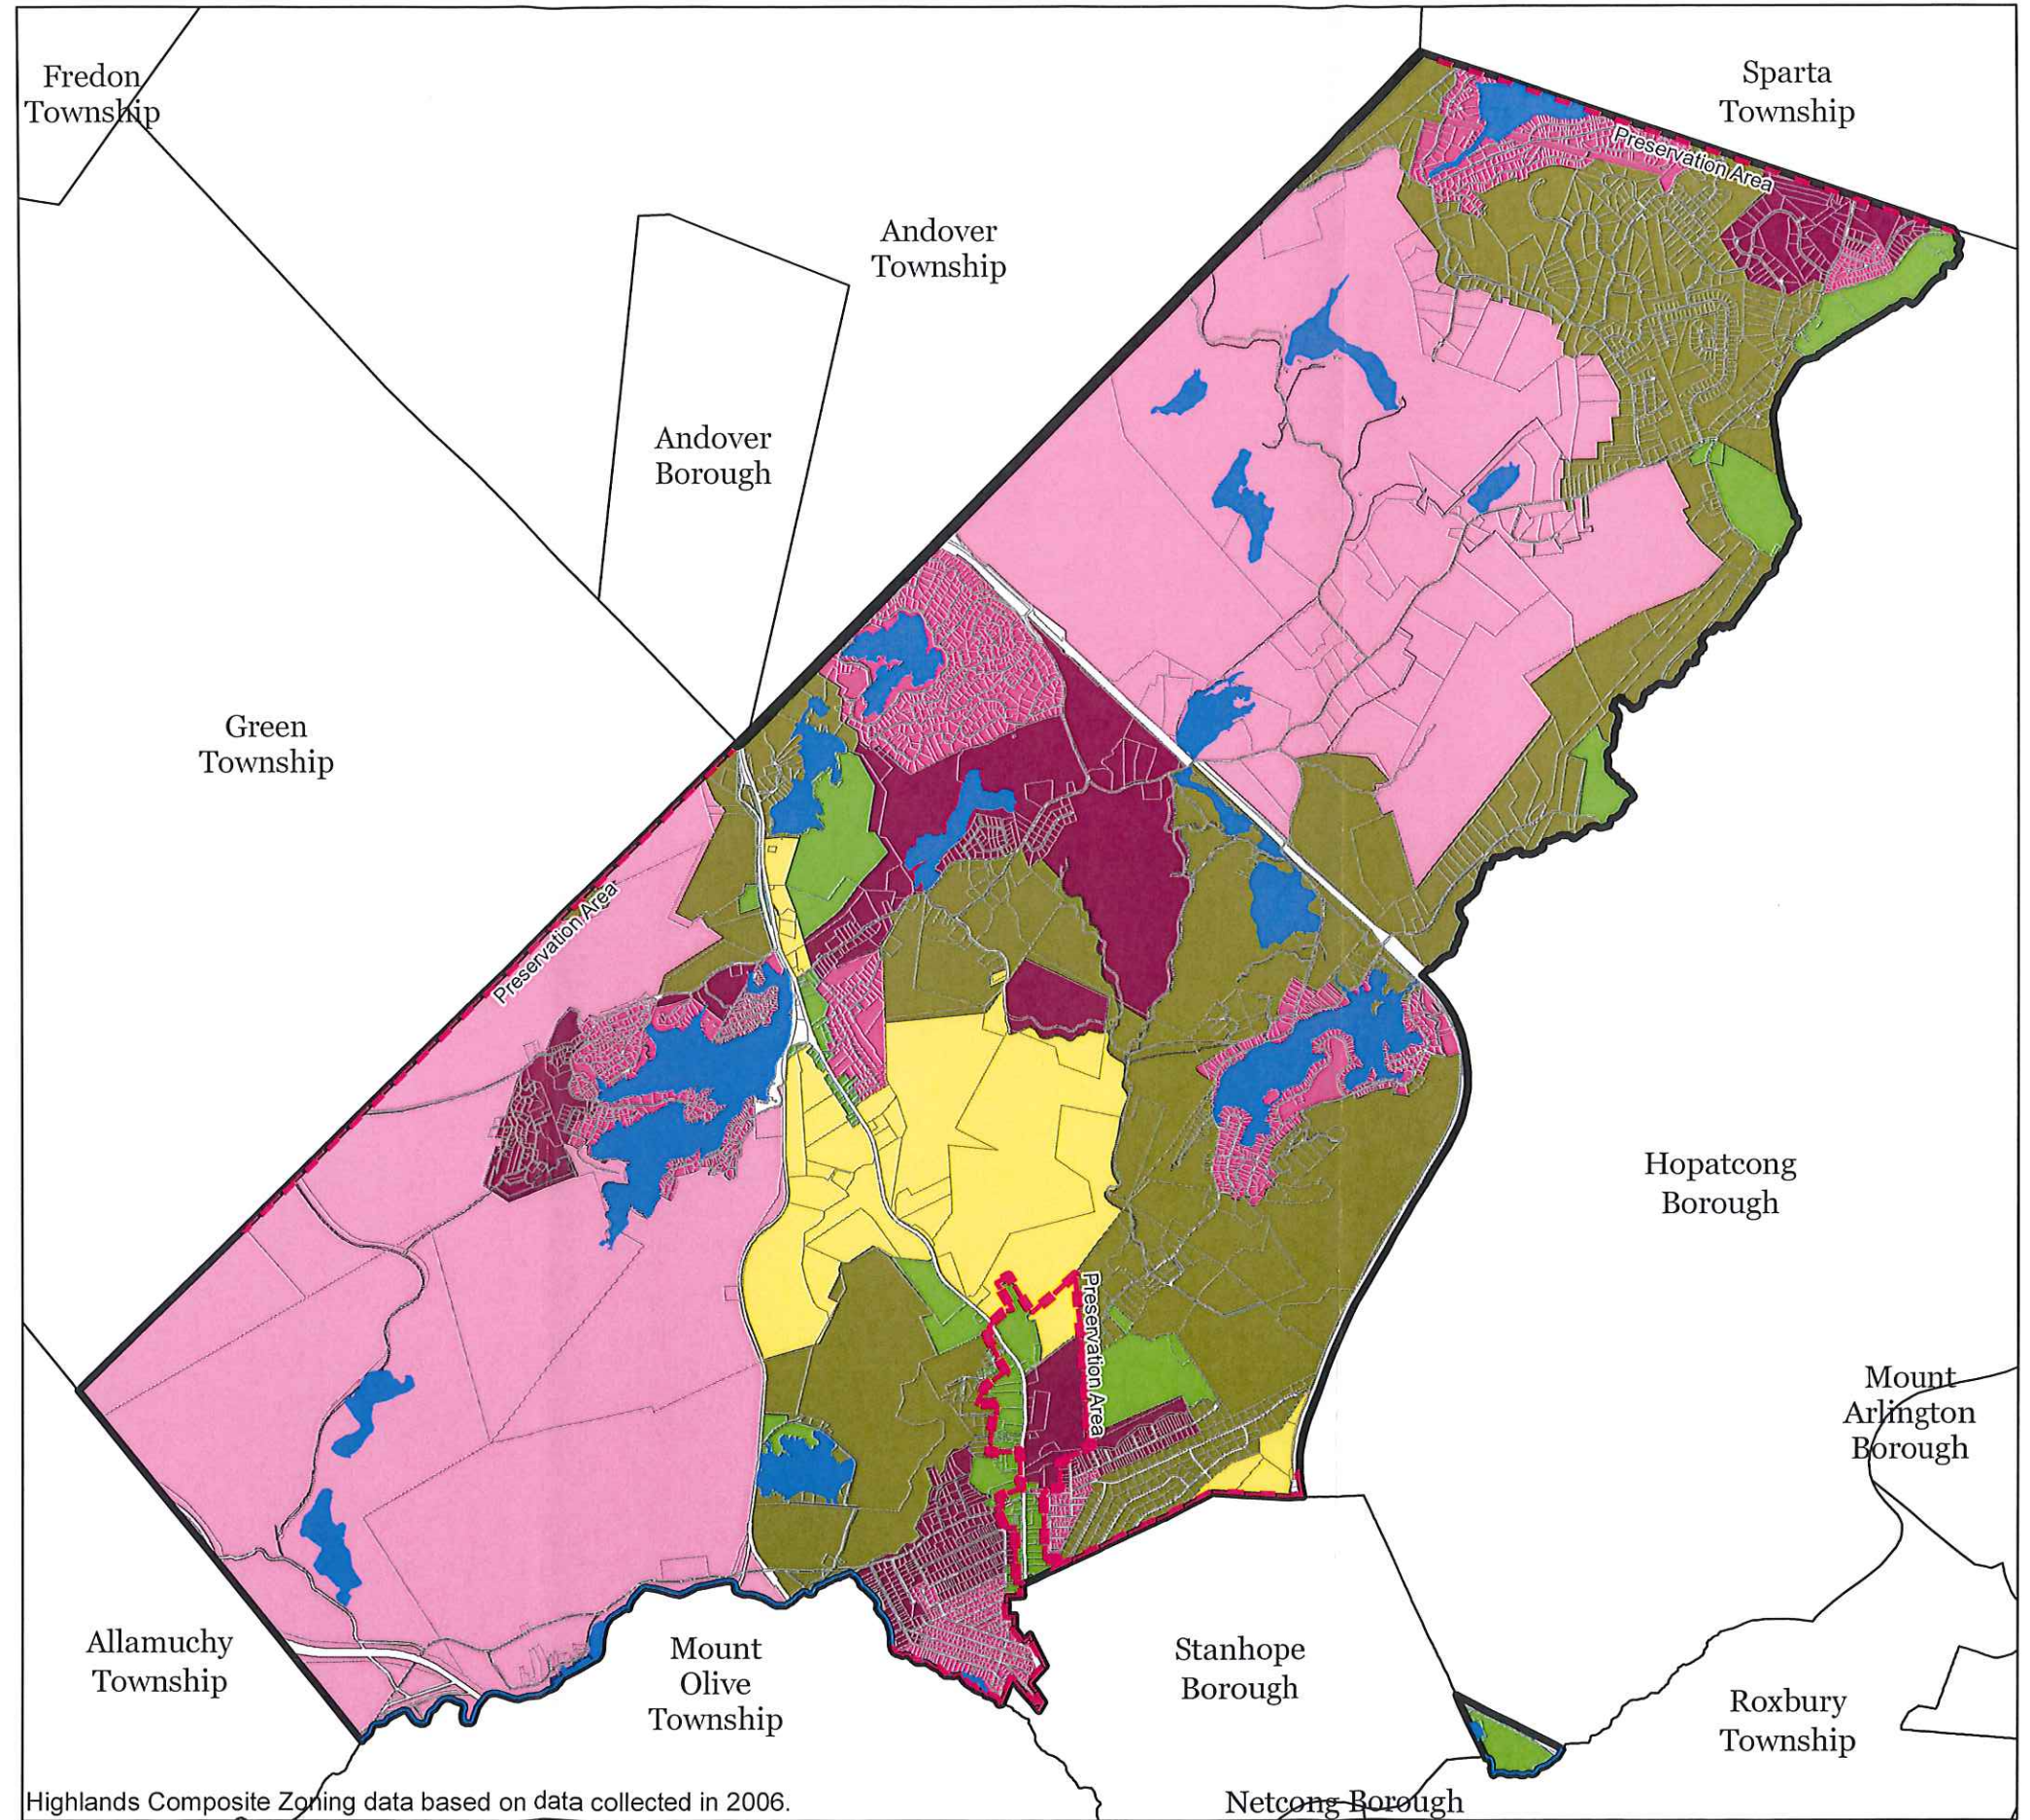 Fredon
Township
Sparta
Township
Preservation Area
Andover
Township
Andover
Borough
Green
Township
Preservation Area
Hopatcong
Borough
Preservation Area
Mount
Arlington
Borough
Allamuchy
Township
Mount
Olive
Township
Stanhope
Borough
Roxbury
Township
Netcong Borough
Highlands Composite Zoning data based on data collected in 2006.